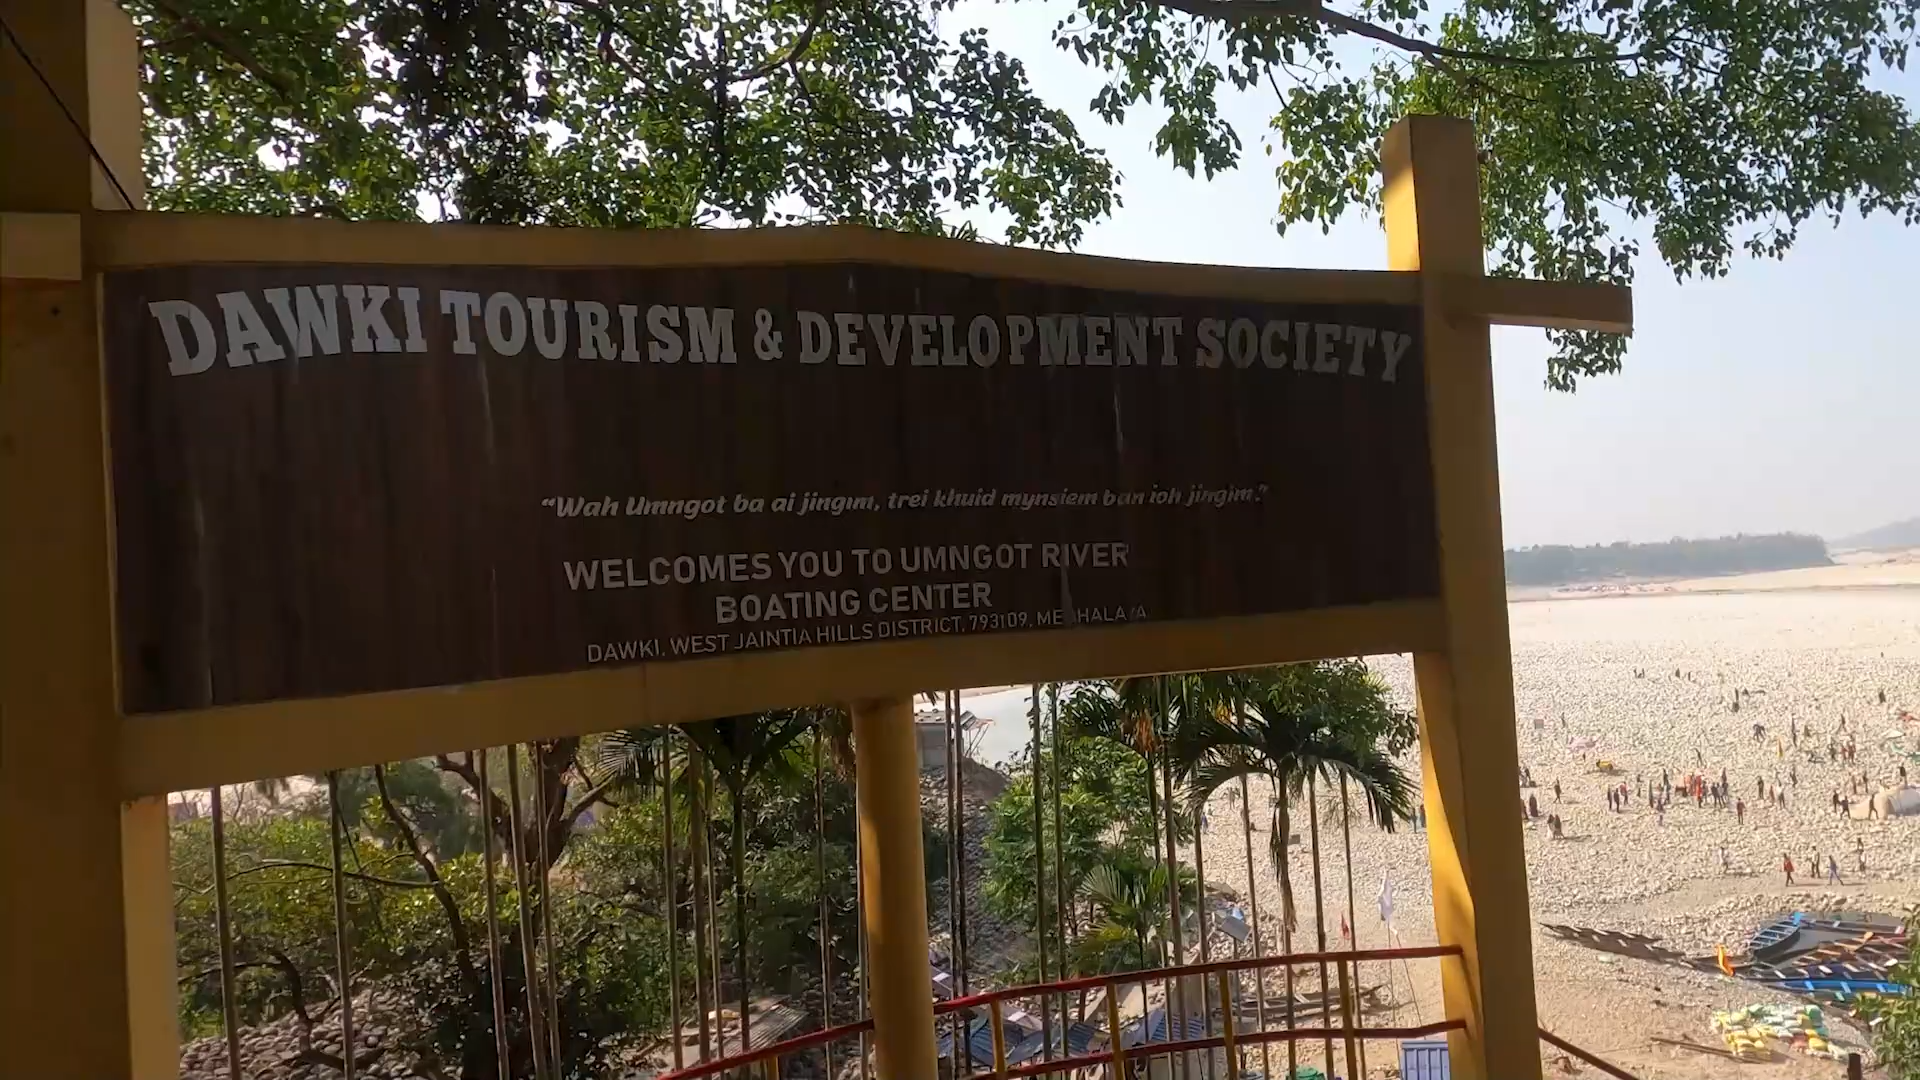 DAWKI TOURISM & DEVELOPMENT SOCIETY
“Wah Umngot ba ai jingim, trei khuid mynsiem ban ioh jingim.”
WELCOMES YOU TO UMNGOT RIVER
BOATING CENTER
DAWKI, WEST JAINTIA HILLS DISTRICT, 793109,